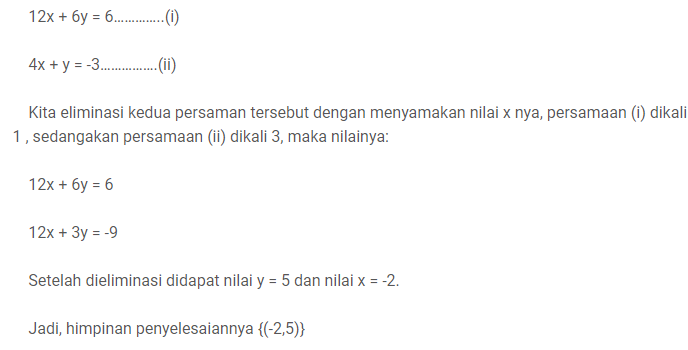 12x + 6y = 6…………..(i)
4x + y = -3…………….(ii)
Kita eliminasi kedua persaman tersebut dengan menyamakan nilai x nya, persamaan (i) dikali
1 , sedangakan persamaan (ii) dikali 3, maka nilainya:
12x + 6y = 6
12x + 3y = -9
Setelah dieliminasi didapat nilai y = 5 dan nilai x = -2.
Jadi, himpinan penyelesaiannya {(-2,5)}